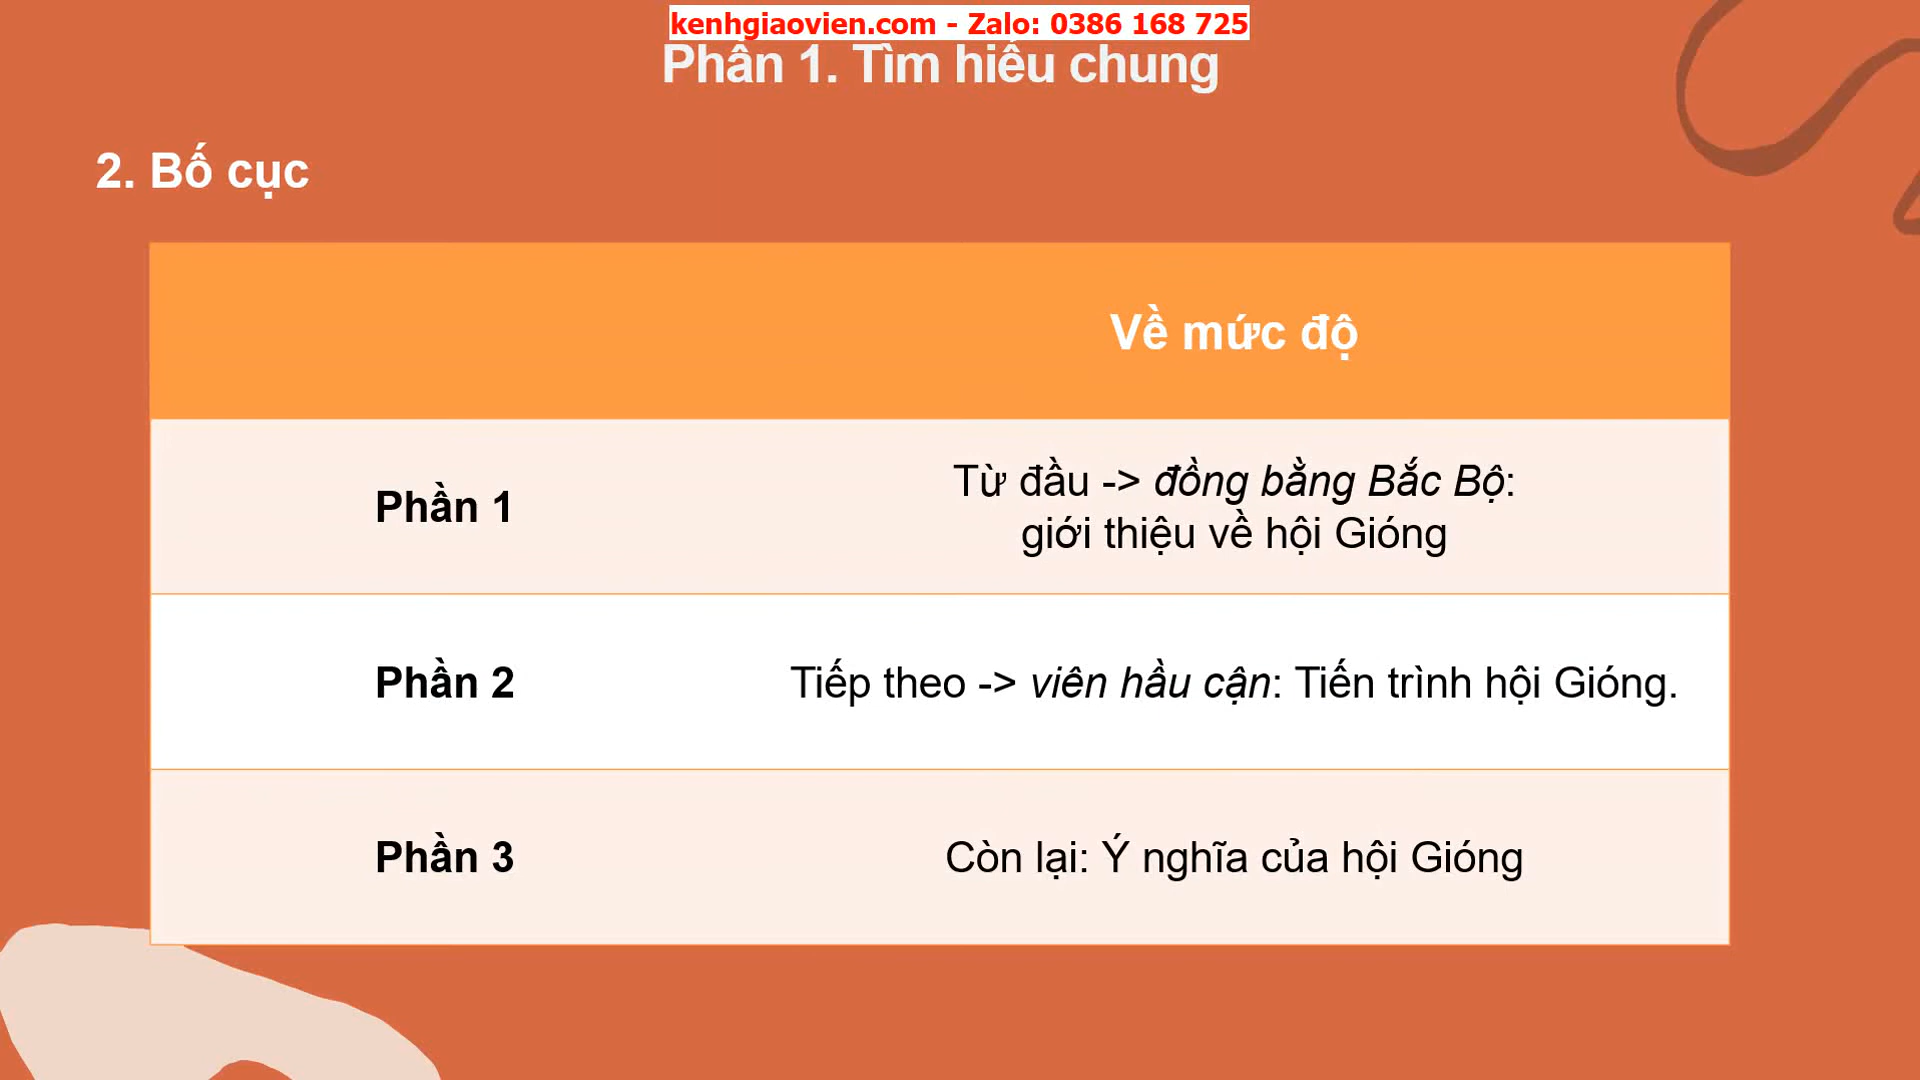 kenhgiaovien.com - Zalo: 0386 168 725
Phần 1. Tìm hiểu chung
2. Bố cục
Về mức độ
Phần 1
Từ đầu -> đồng bằng Bắc Bộ:
giới thiệu về hội Gióng
Phần 2
Tiếp theo -> viên hầu cận: Tiến trình hội Gióng.
Phần 3
Còn lại: Ý nghĩa của hội Gióng